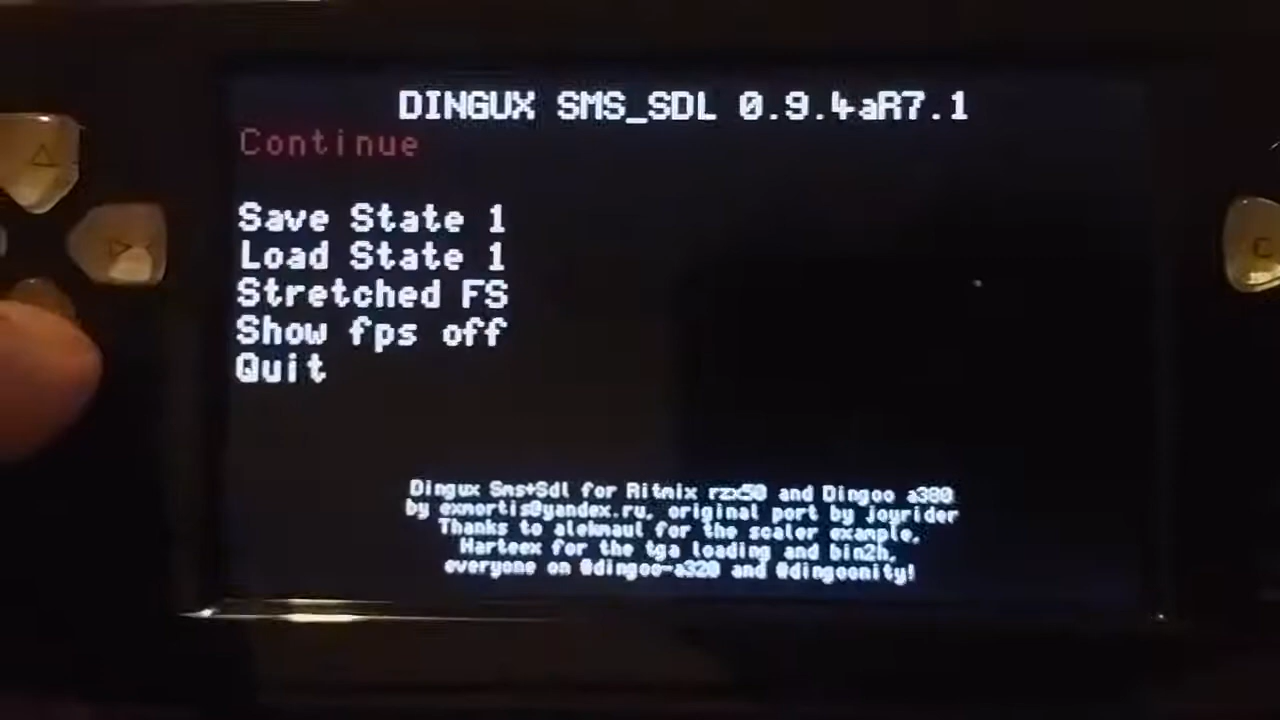 DINGUX SMS_SDL 0.9.4aR7.1
Continue
Save State 1
Load State 1
Stretched FS
Show fps off
Quit
Dingux Sms+Sdl for Ritmix rzx50 and Dingoo a380
by exmortis@yandex.ru, original port by joyrider
Thanks to alekmaul for the scaler example,
Harteex for the tga loading and bin2h,
everyone on #dingoo-a320 and #dingoonity!